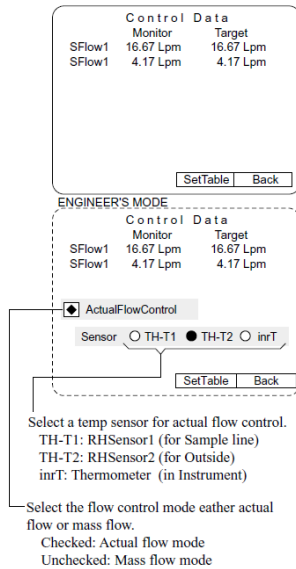 Control Data
Monitor Target
SFlow1 16.67 Lpm 16.67 Lpm
SFlow1 4.17 Lpm 4.17 Lpm
SetTable Back
ENGINEER'S MODE
Control Data
Monitor Target
SFlow1 16.67 Lpm 16.67 Lpm
SFlow1 4.17 Lpm 4.17 Lpm
ActualFlowControl
Sensor TH-T1 TH-T2 inrT
SetTable Back
Select a temp sensor for actual flow control.
TH-T1: RHSensor1 (for Sample line)
TH-T2: RHSensor2 (for Outside)
inrT: Thermometer (in Instrument)
Select the flow control mode eather actual
flow or mass flow.
Checked: Actual flow mode
Unchecked: Mass flow mode